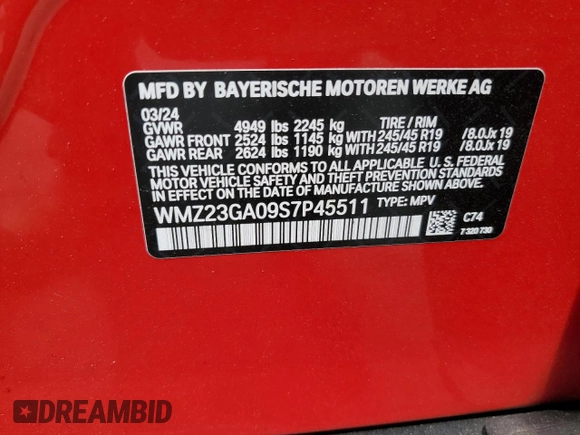 MFD BY BAYERISCHE MOTOREN WERKE AG
03/24 TIRE / RIM
GVWR 4949 lbs 2245 kg
GAWR FRONT 2524 lbs 1145 kg WITH 245/45 R19 /8.0Jx 19
GAWR REAR 2624 lbs 1190 kg WITH 245/45 R19 /8.0Jx 19
THIS VEHICLE CONFORMS TO ALL APPLICABLE U. S. FEDERAL
MOTOR VEHICLE SAFETY AND THEFT PREVENTION STANDARDS
IN EFFECT ON THE DATE OF MANUFACTURE SHOWN ABOVE.
WMZ23GA09S7P45511 TYPE: MPV
C74
7 320 730
DREAMBID